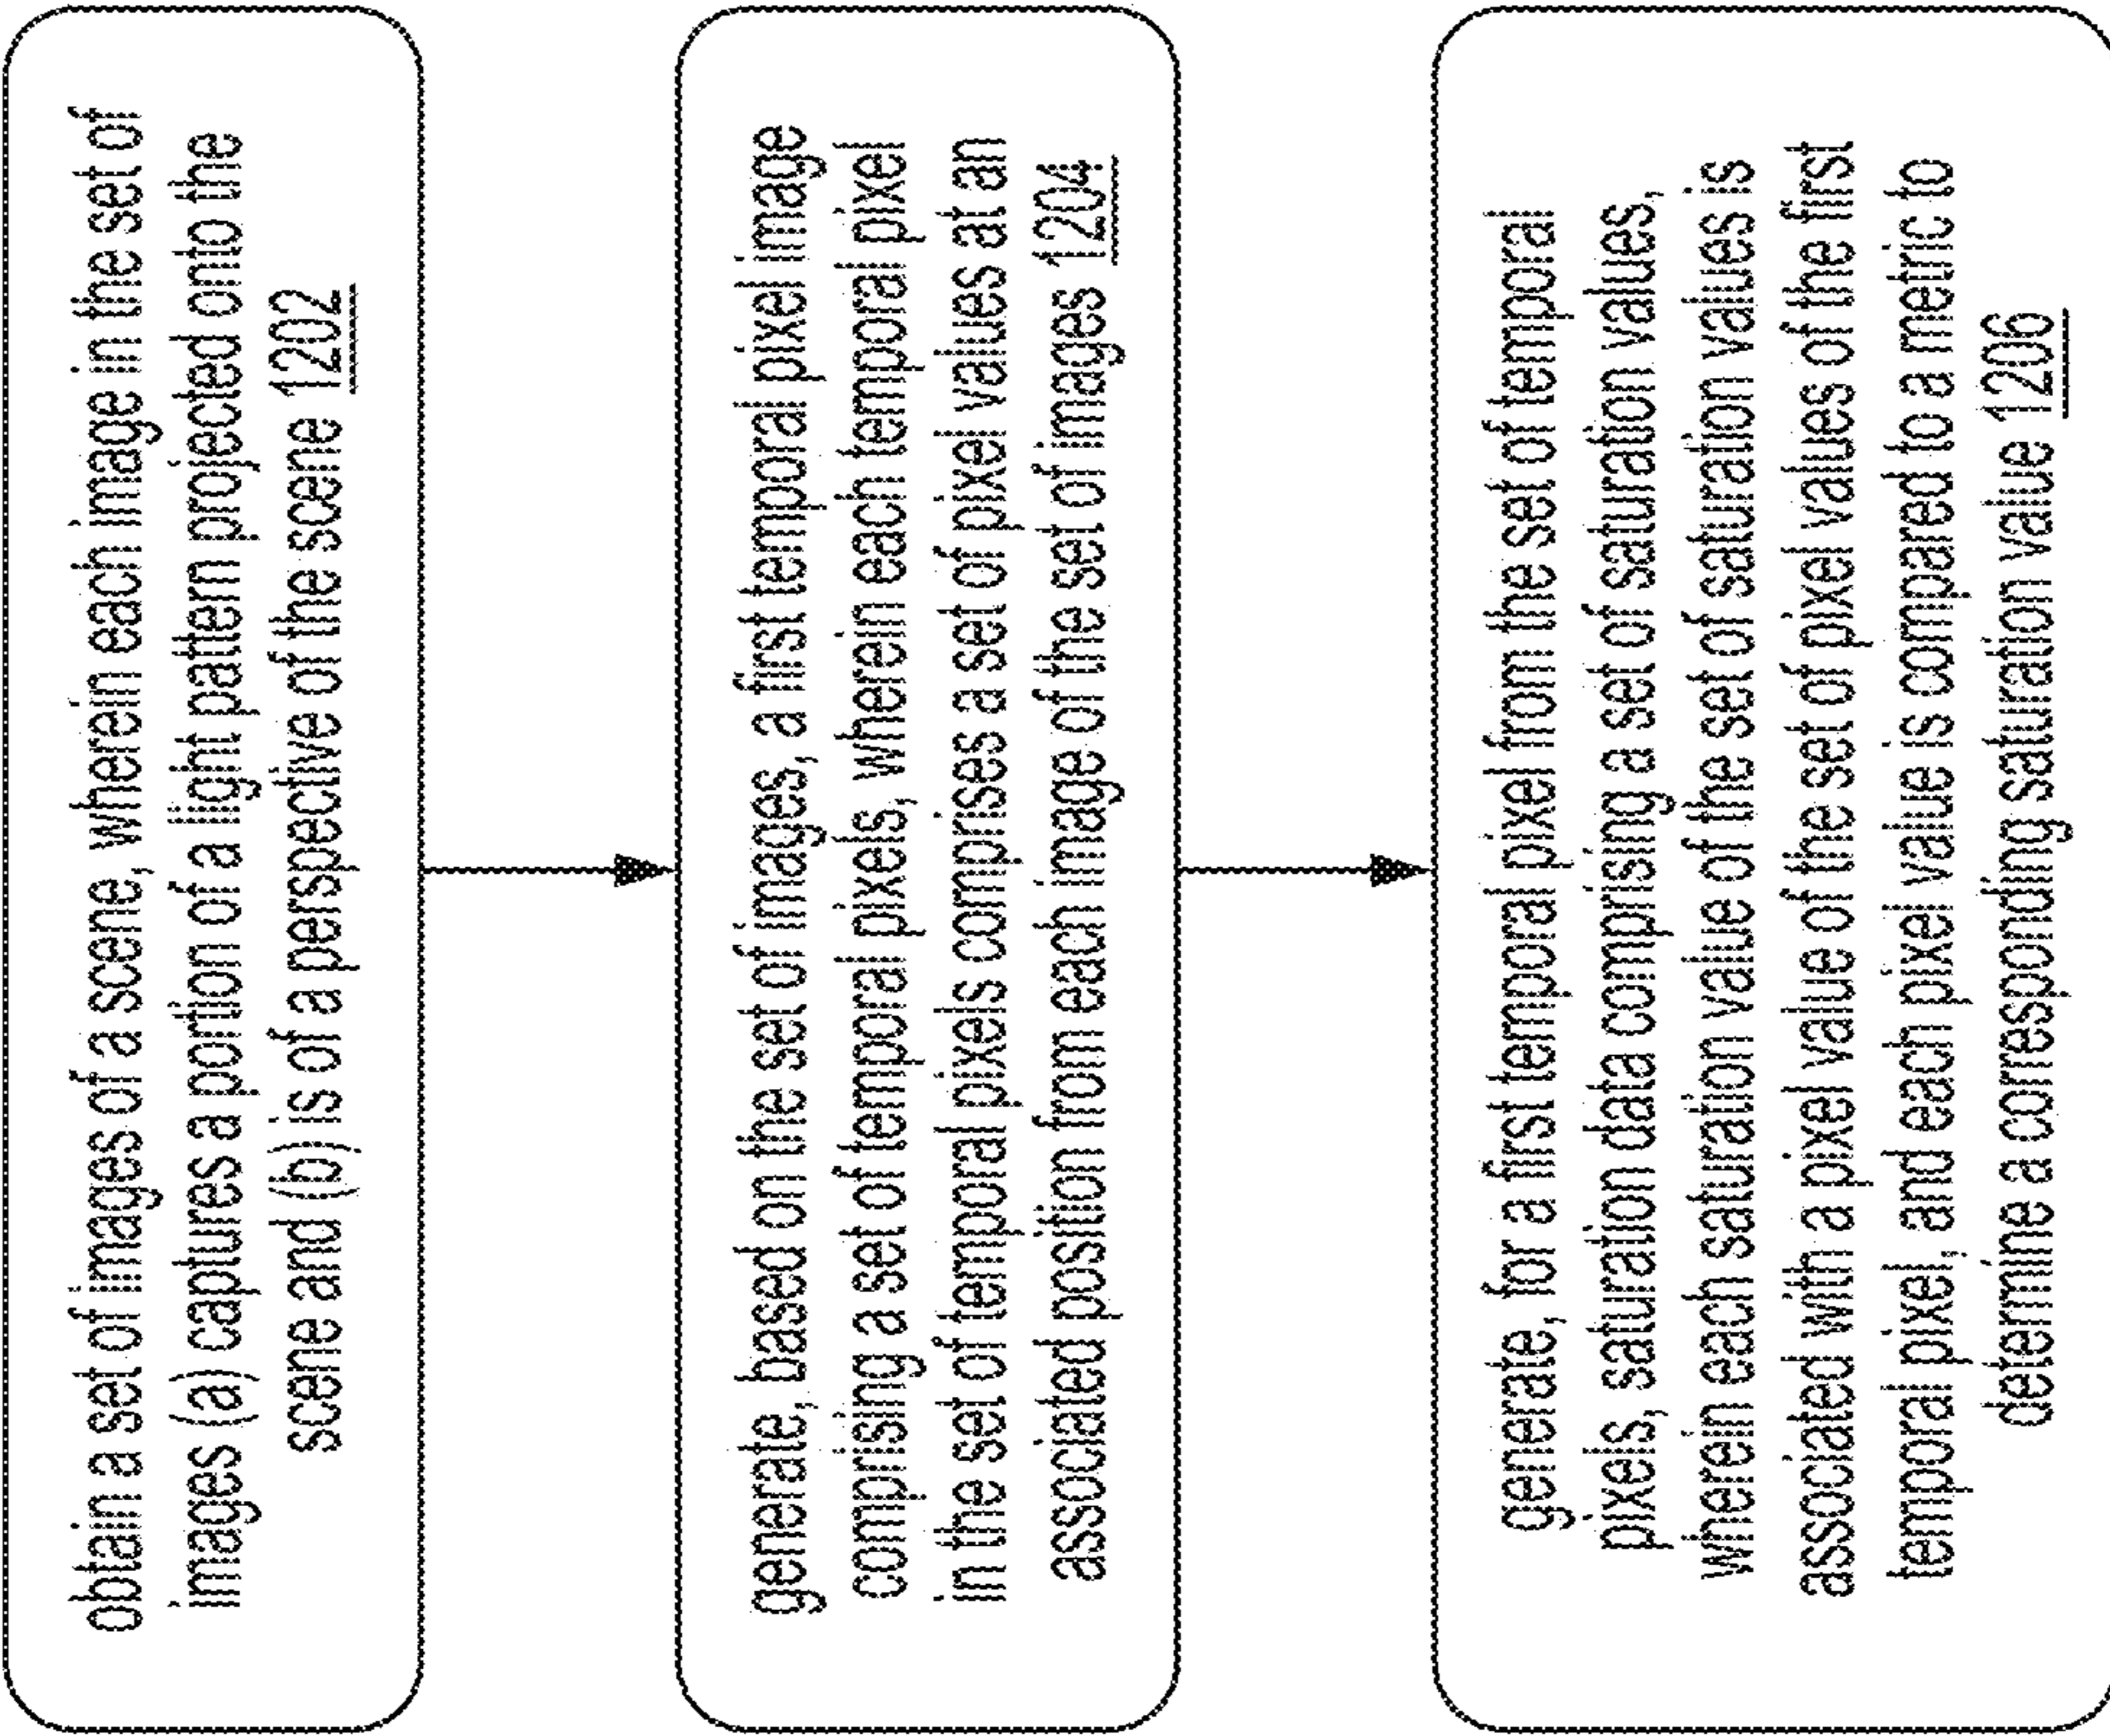 obtain a set of images of a scene, wherein each image in the set of
images (a) captures a portion of a light pattern projected onto the
scene and (b) is of a perspective of the scene 1202
generate, based on the set of images, a first temporal pixel image
comprising a set of temporal pixels, wherein each temporal pixel
in the set of temporal pixels comprises a set of pixel values at an
associated position from each image of the set of images 1204
generate, for a first temporal pixel from the set of temporal
pixels, saturation data comprising a set of saturation values,
wherein each saturation value of the set of saturation values is
associated with a pixel value of the set of pixel values of the first
temporal pixel, and each pixel value is compared to a metric to
determine a corresponding saturation value 1206